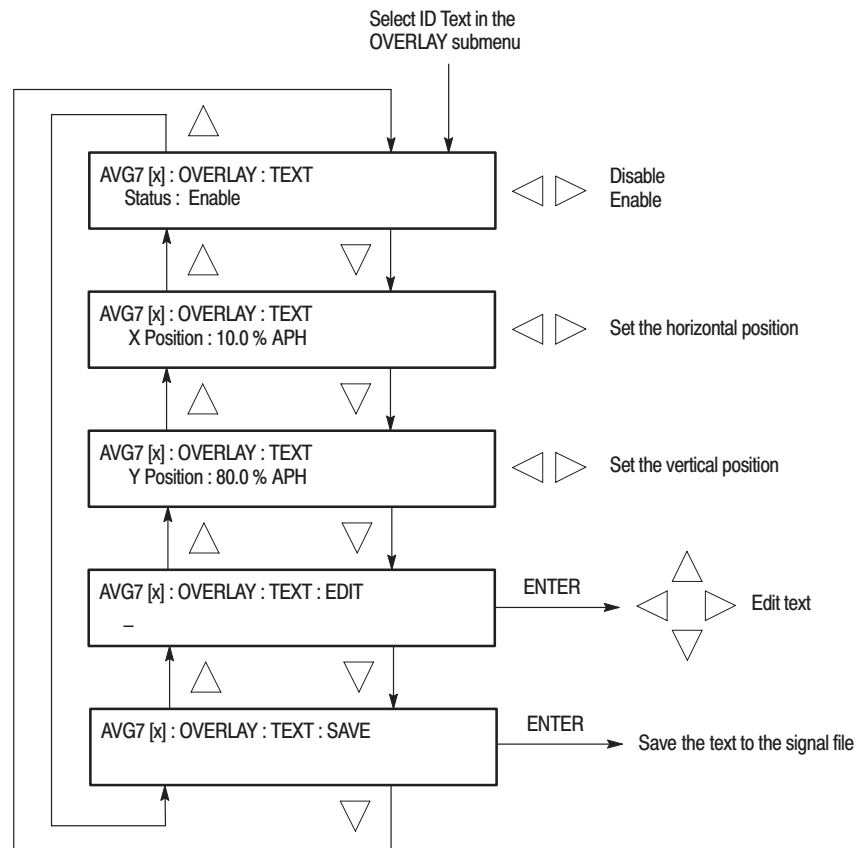 Select ID Text in the
OVERLAY submenu
AVG7 [x] : OVERLAY : TEXT
Status : Enable
Disable
Enable
AVG7 [x] : OVERLAY : TEXT
X Position : 10.0 % APH
Set the horizontal position
AVG7 [x] : OVERLAY : TEXT
Y Position : 80.0 % APH
Set the vertical position
AVG7 [x] : OVERLAY : TEXT : EDIT
_
ENTER
Edit text
AVG7 [x] : OVERLAY : TEXT : SAVE
ENTER
Save the text to the signal file